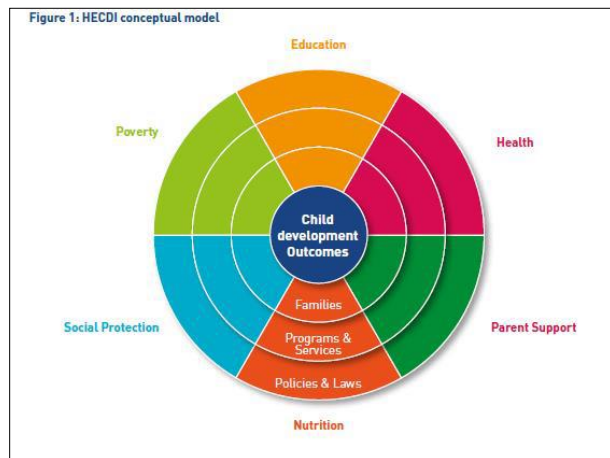 Figure 1: HECDI conceptual model
Education
Poverty
Health
Child
development
Outcomes
Families
Social Protection
Parent Support
Programs &
Services
Policies & Laws
Nutrition